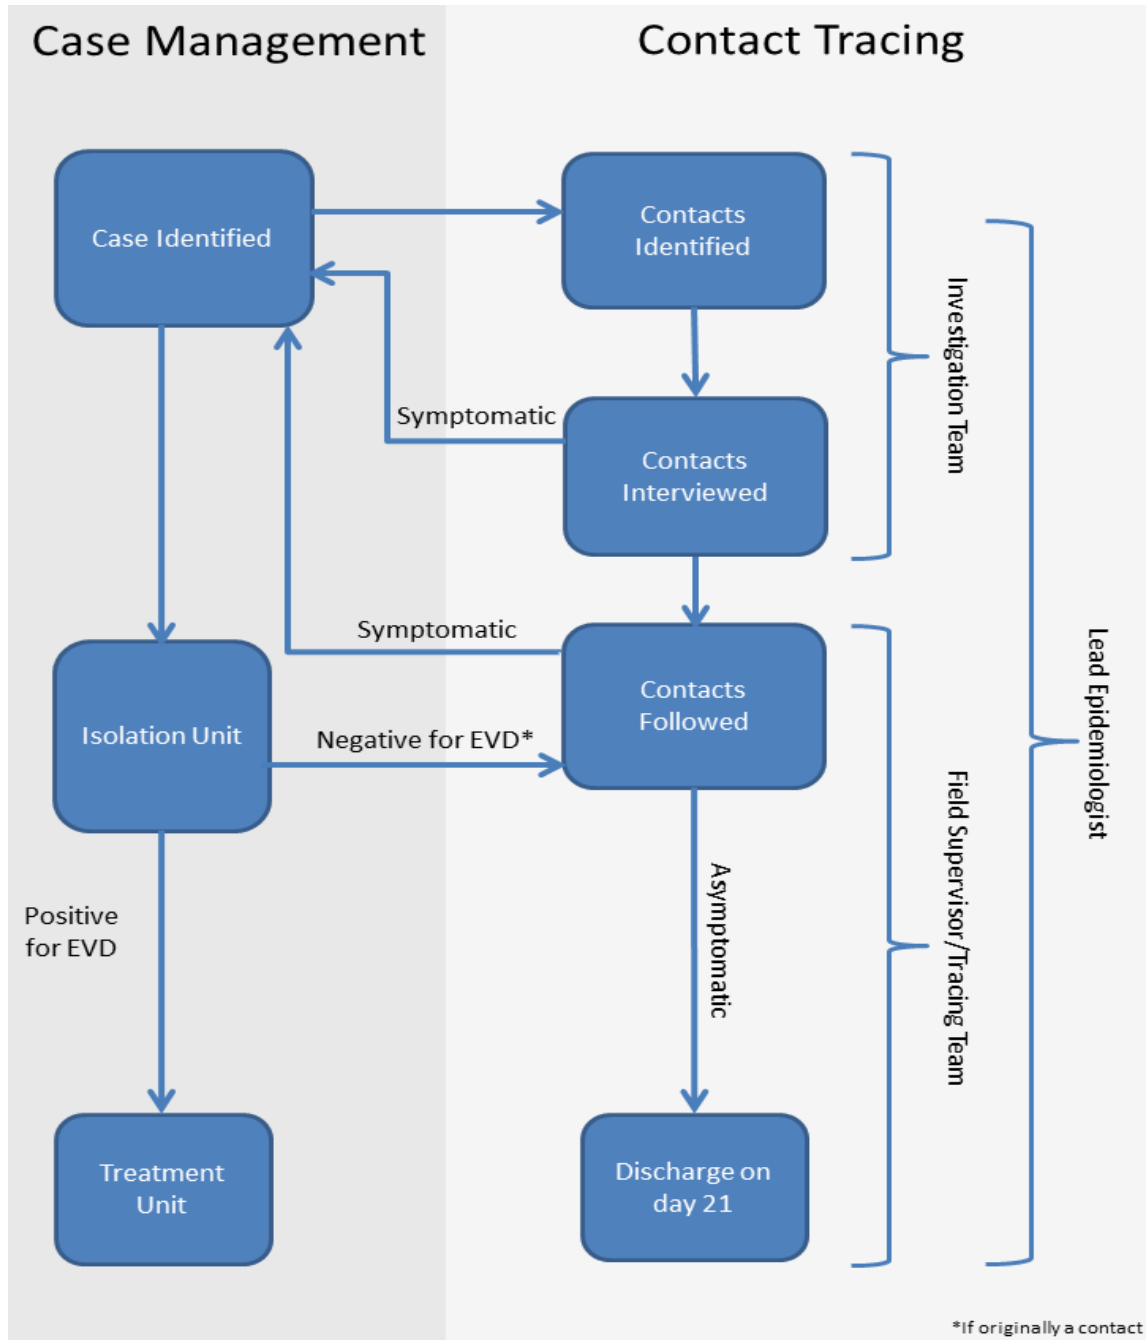 Case Management
Contact Tracing
Case Identified
Contacts
Identified
Symptomatic
Contacts
Interviewed
Investigation Team
Symptomatic
Isolation Unit
Negative for EVD*
Contacts
Followed
Lead Epidemiologist
Positive
for EVD
Asymptomatic
Field Supervisor/Tracing Team
Treatment
Unit
Discharge on
day 21
*If originally a contact